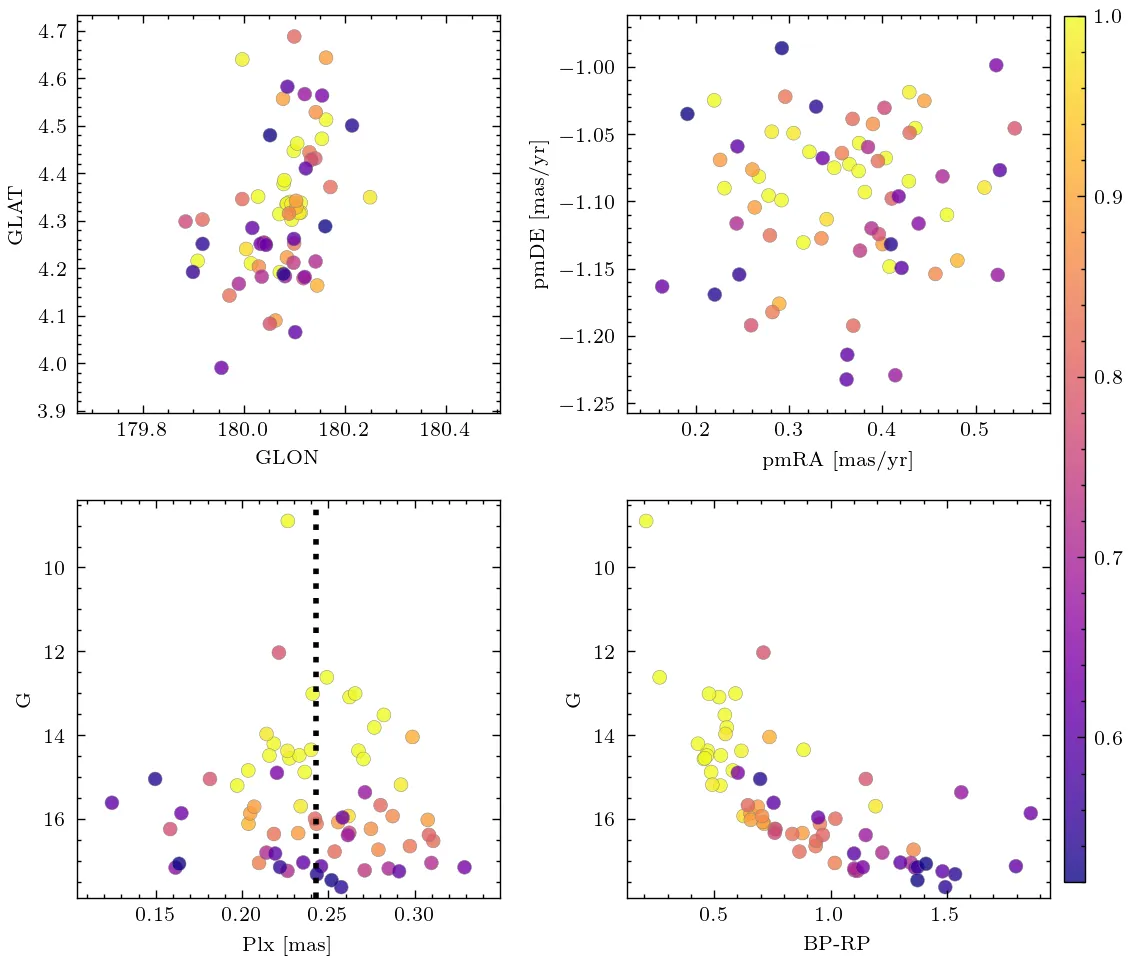 4.7
4.6
4.5
4.4
4.3
4.2
4.1
4.0
3.9
GLAT
179.8 180.0 180.2 180.4
GLON
−1.00
−1.05
−1.10
−1.15
−1.20
−1.25
pmDE [mas/yr]
0.2 0.3 0.4 0.5
pmRA [mas/yr]
1.0
0.9
0.8
0.7
0.6
10
12
14
16
G
0.15 0.20 0.25 0.30
Plx [mas]
10
12
14
16
G
0.5 1.0 1.5
BP-RP